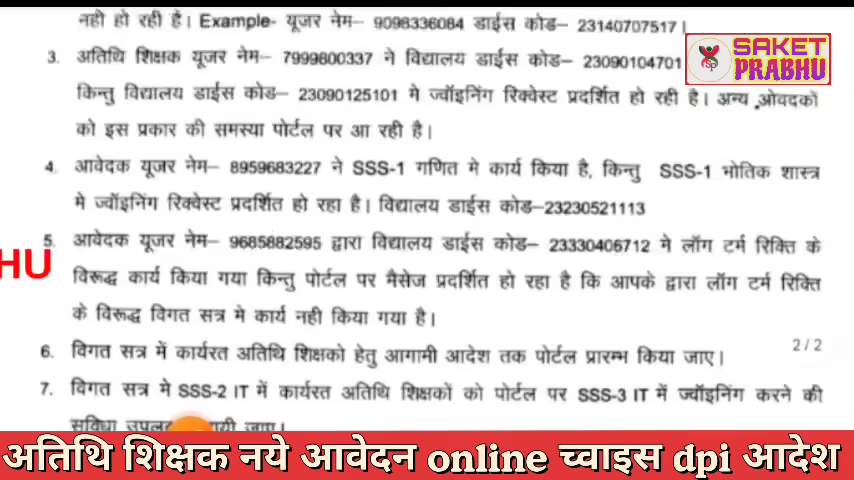 नही हो रही है। Example- यूजर नेम- 9098336084 डाईस कोड- 23140707517।
3. अतिथि शिक्षक यूजर नेम- 7999800337 ने विद्यालय डाईस कोड- 23090104701
किन्तु विद्यालय डाईस कोड- 23090125101 मे ज्वॉइनिंग रिक्वेस्ट प्रदर्शित हो रही है। अन्य ओवदको
को इस प्रकार की समस्या पोर्टल पर आ रही है।
4. आवेदक यूजर नेम- 8959683227 ने SSS-1 गणित मे कार्य किया है, किन्तु SSS-1 भोतिक शास्त्र
मे ज्वॉइनिंग रिक्वेस्ट प्रदर्शित हो रहा है। विद्यालय डाईस कोड-23230521113
5. आवेदक यूजर नेम- 9685882595 द्वारा विद्यालय डाईस कोड- 23330406712 मे लॉग टर्म रिक्ति के
विरूद्ध कार्य किया गया किन्तु पोर्टल पर मैसेज प्रदर्शित हो रहा है कि आपके द्वारा लॉग टर्म रिक्ति
के विरूद्ध विगत सत्र मे कार्य नही किया गया है।
6. विगत सत्र में कार्यरत अतिथि शिक्षको हेतु आगामी आदेश तक पोर्टल प्रारम्भ किया जाए।
2/2
7. विगत सत्र मे SSS-2 IT में कार्यरत अतिथि शिक्षकों को पोर्टल पर SSS-3 IT में ज्वॉइनिंग करने की
सुविधा जाए।
SAKET
PRABHU
SP
HU
अतिथि शिक्षक नये आवेदन online च्वाइस dpi आदेश